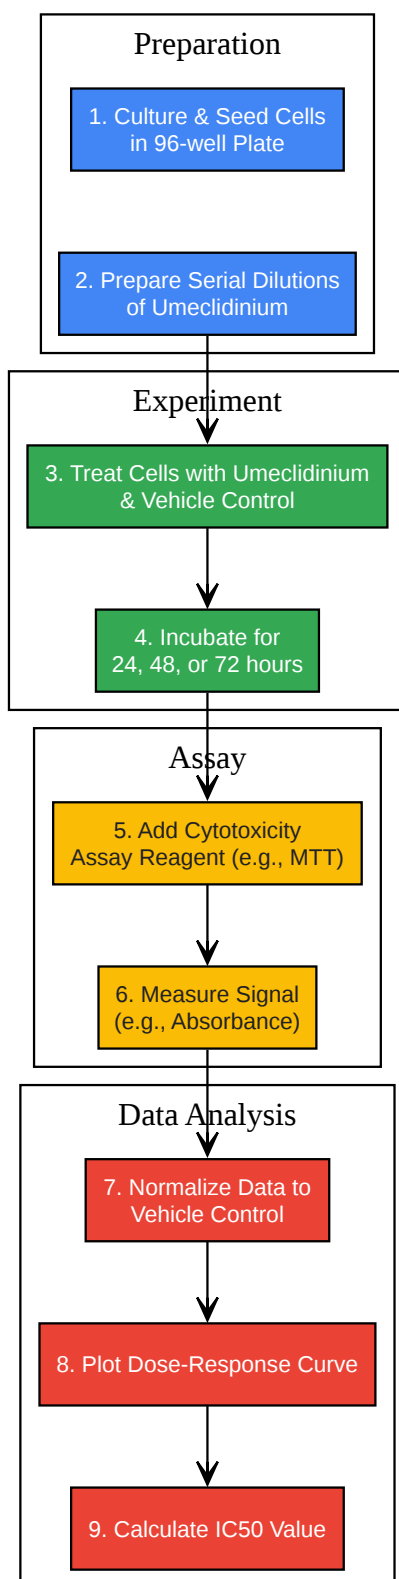 Preparation
1. Culture & Seed Cells
in 96-well Plate
2. Prepare Serial Dilutions
of Umeclidinium
Experiment
3. Treat Cells with Umeclidinium
& Vehicle Control
4. Incubate for
24, 48, or 72 hours
Assay
5. Add Cytotoxicity
Assay Reagent (e.g., MTT)
6. Measure Signal
(e.g., Absorbance)
Data Analysis
7. Normalize Data to
Vehicle Control
8. Plot Dose-Response Curve
9. Calculate IC50 Value